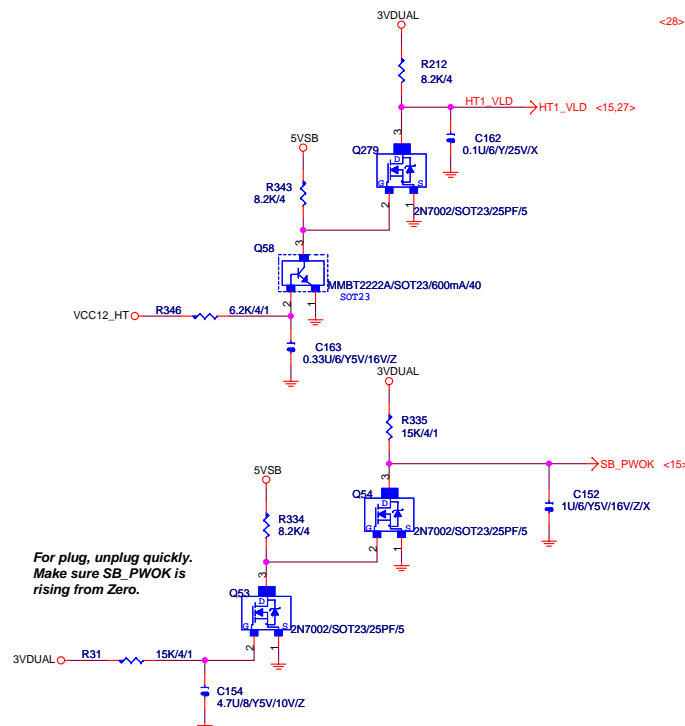 3VDUAL
<28>
R212
8.2K/4
HT1_VLD
HT1_VLD <15,27>
C162
0.1U/6/Y/25V/X
3
Q279
D
G
S
2
1
2N7002/SOT23/25PF/5
5VSB
R343
8.2K/4
3
Q58
MMBT2222A/SOT23/600mA/40
SOT23
2
1
VCC12_HT
R346
6.2K/4/1
C163
0.33U/6/Y5V/16V/Z
3VDUAL
R335
15K/4/1
SB_PWOK <15>
3
Q54
D
G
S
2
1
2N7002/SOT23/25PF/5
C152
1U/6/Y5V/16V/Z/X
5VSB
R334
8.2K/4
For plug, unplug quickly.
Make sure SB_PWOK is
rising from Zero.
3
Q53
D
G
S
2
1
2N7002/SOT23/25PF/5
3VDUAL
R31
15K/4/1
C154
4.7U/8/Y5V/10V/Z